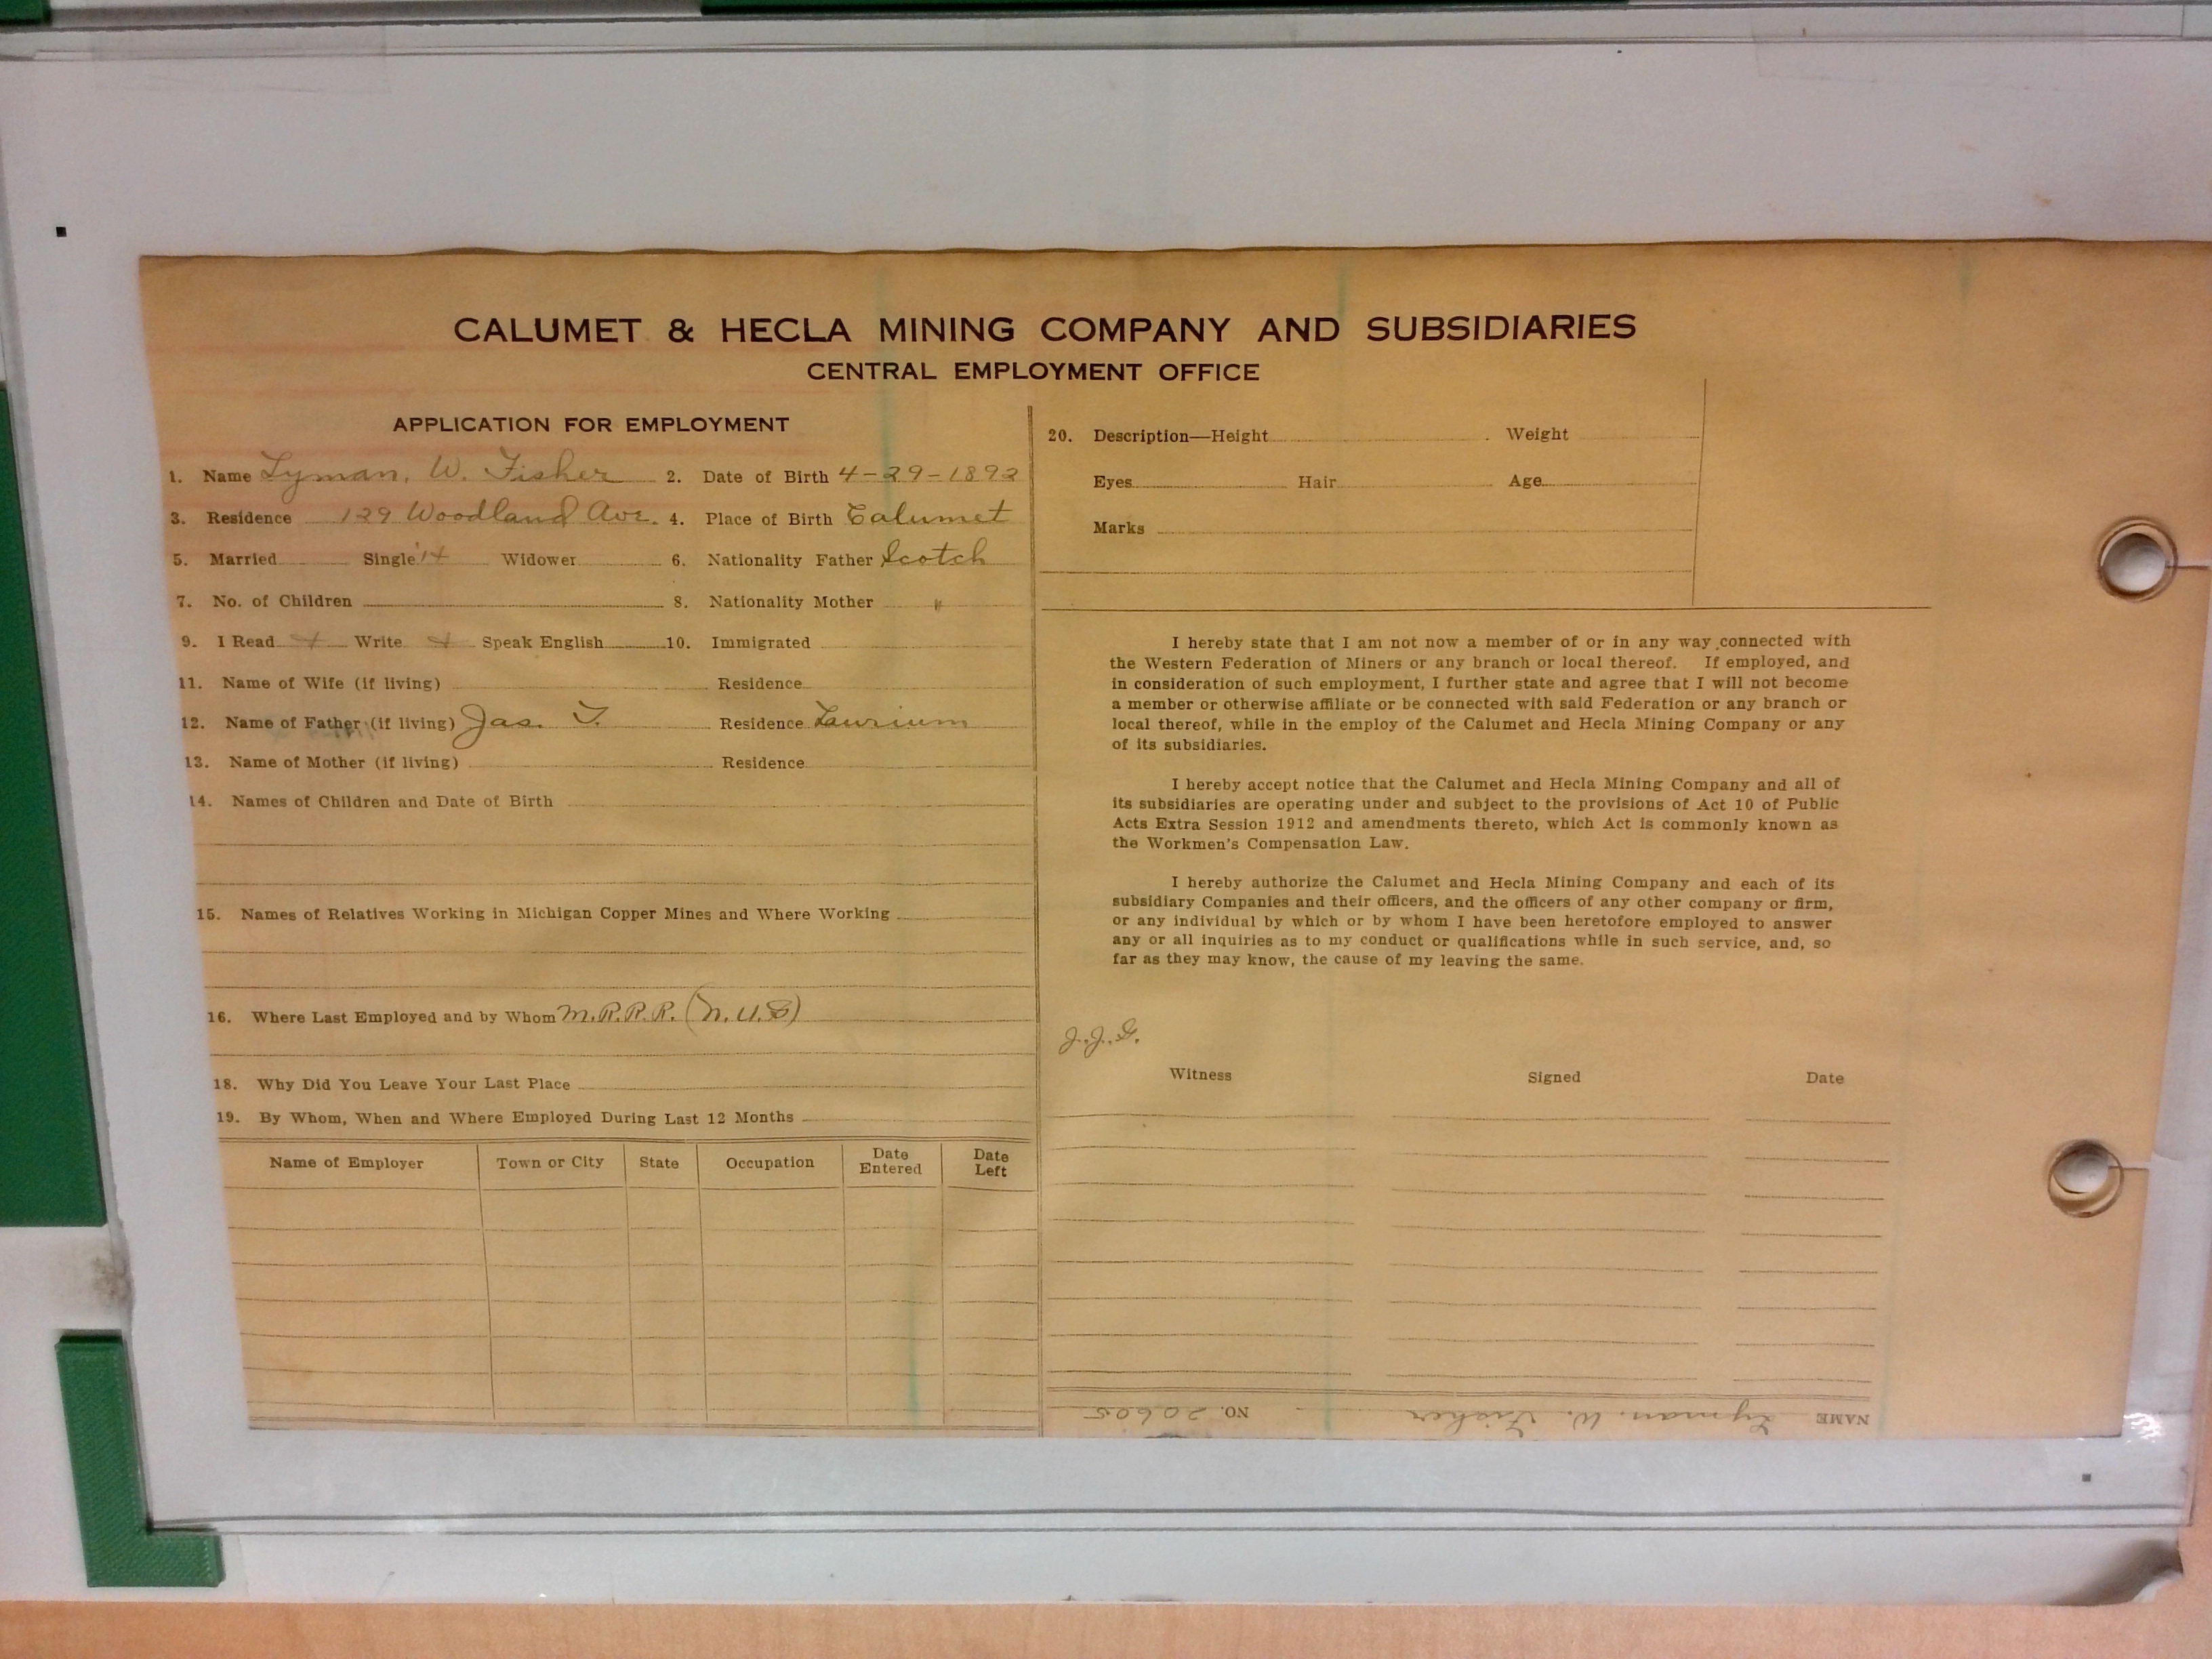 CALUMET & HECLA MINING COMPANY AND SUBSIDIARIES
CENTRAL EMPLOYMENT OFFICE
APPLICATION FOR EMPLOYMENT
1. Name Lyman, W. Fisher 2. Date of Birth 4-29-1892
3. Residence 129 Woodland Ave. 4. Place of Birth Calumet
5. Married Single Widower 6. Nationality Father Scotch
7. No. of Children 8. Nationality Mother "
9. I Read Write Speak English 10. Immigrated
11. Name of Wife (if living) Residence
12. Name of Father (if living) Jas. T. Residence Laurium
13. Name of Mother (if living) Residence
14. Names of Children and Date of Birth
15. Names of Relatives Working in Michigan Copper Mines and Where Working
16. Where Last Employed and by Whom M.R.R.R.
18. Why Did You Leave Your Last Place
19. By Whom, When and Where Employed During Last 12 Months
Name of Employer Town or City State Occupation Date Entered Date Left
20. Description—Height Weight
Eyes Hair Age
Marks
I hereby state that I am not now a member of or in any way connected with
the Western Federation of Miners or any branch or local thereof. If employed, and
in consideration of such employment, I further state and agree that I will not become
a member or otherwise affiliate or be connected with said Federation or any branch or
local thereof, while in the employ of the Calumet and Hecla Mining Company or any
of its subsidiaries.
I hereby accept notice that the Calumet and Hecla Mining Company and all of
its subsidiaries are operating under and subject to the provisions of Act 10 of Public
Acts Extra Session 1912 and amendments thereto, which Act is commonly known as
the Workmen's Compensation Law.
I hereby authorize the Calumet and Hecla Mining Company and each of its
subsidiary Companies and their officers, and the officers of any other company or firm,
or any individual by which or by whom I have been heretofore employed to answer
any or all inquiries as to my conduct or qualifications while in such service, and, so
far as they may know, the cause of my leaving the same.
J.J.G.
Witness Signed Date
NAME Lyman. W. Fisher NO. 20605